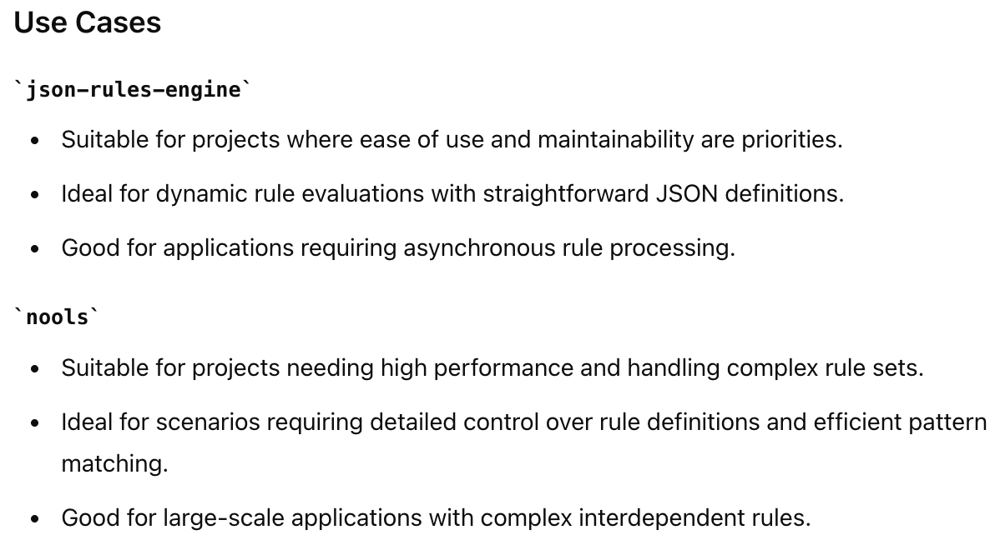 Use Cases
`json-rules-engine`
• Suitable for projects where ease of use and maintainability are priorities.
• Ideal for dynamic rule evaluations with straightforward JSON definitions.
• Good for applications requiring asynchronous rule processing.
`nools`
• Suitable for projects needing high performance and handling complex rule sets.
• Ideal for scenarios requiring detailed control over rule definitions and efficient pattern
matching.
• Good for large-scale applications with complex interdependent rules.